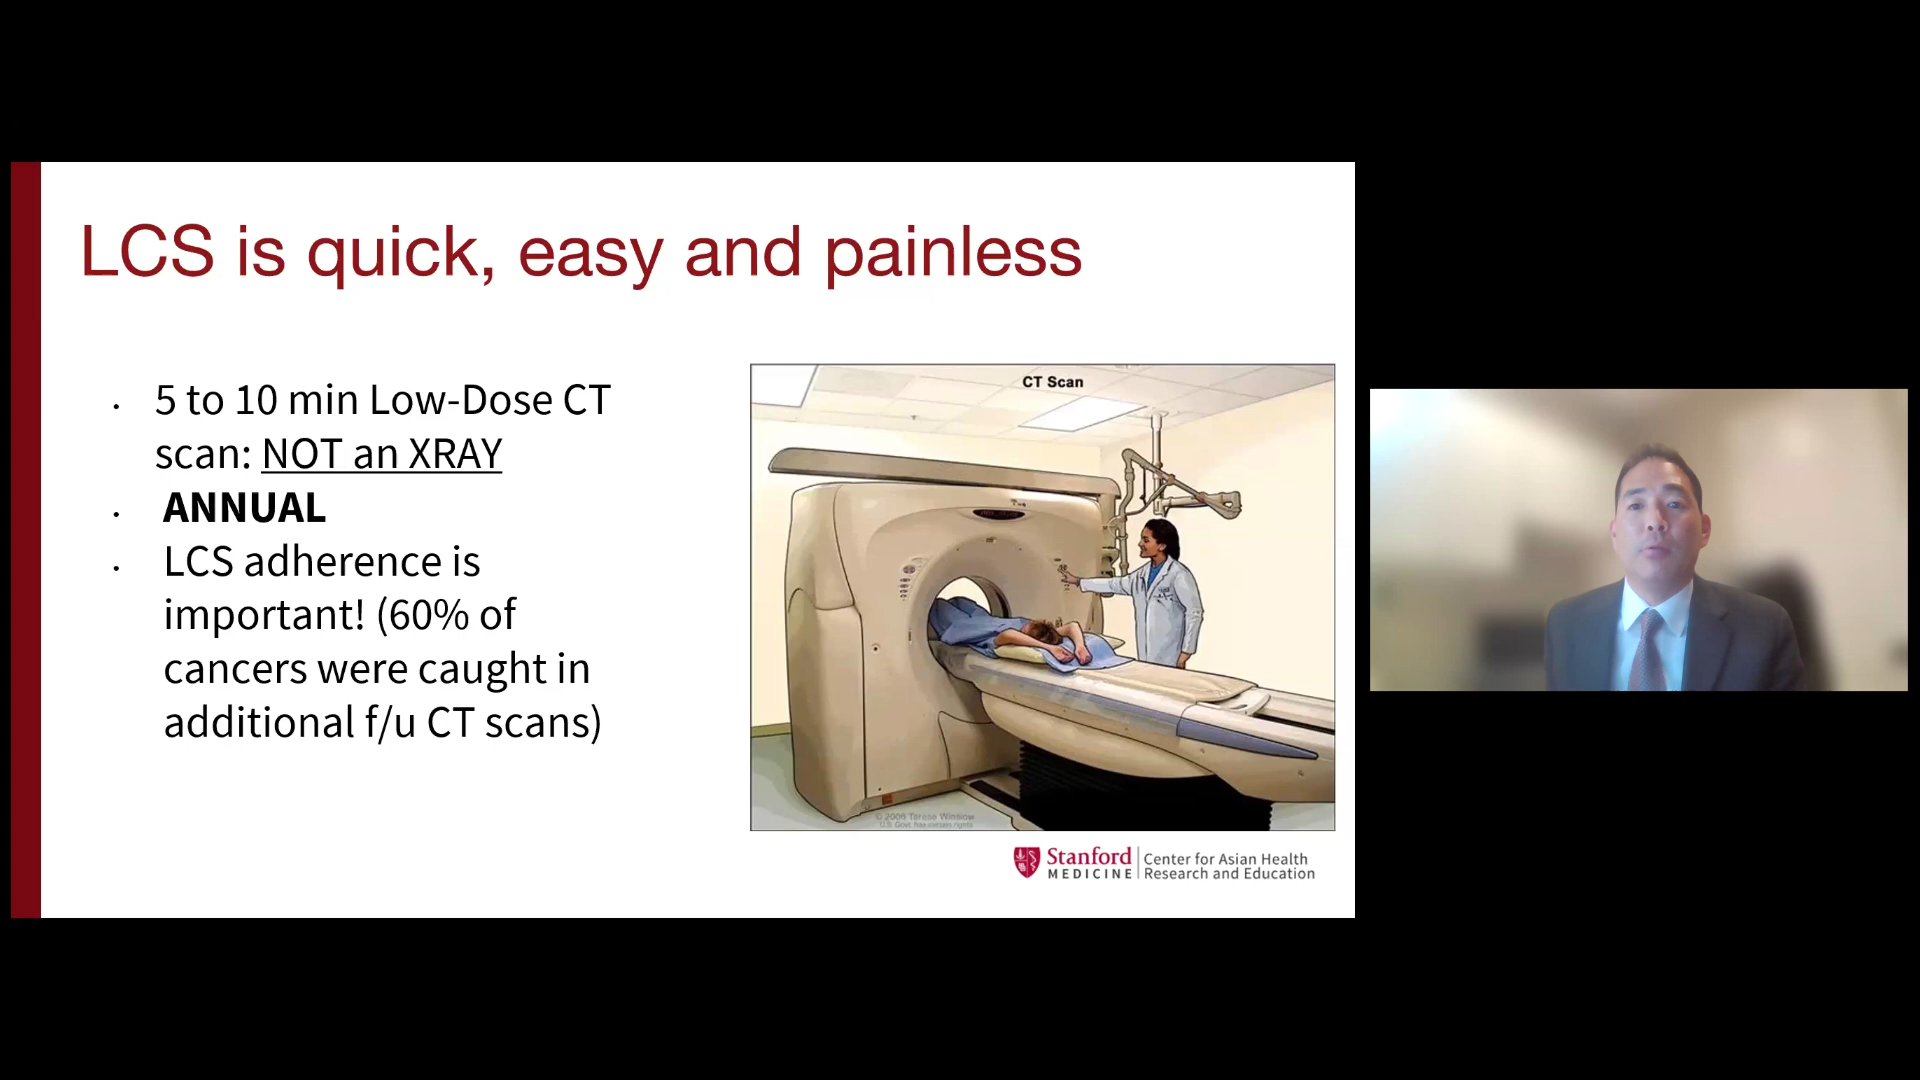 LCS is quick, easy and painless
• 5 to 10 min Low-Dose CT
scan: NOT an XRAY
• ANNUAL
• LCS adherence is
important! (60% of
cancers were caught in
additional f/u CT scans)
CT Scan
© 2009 Terese Winslow
U.S. Govt. has certain rights
Stanford
MEDICINE
Center for Asian Health
Research and Education